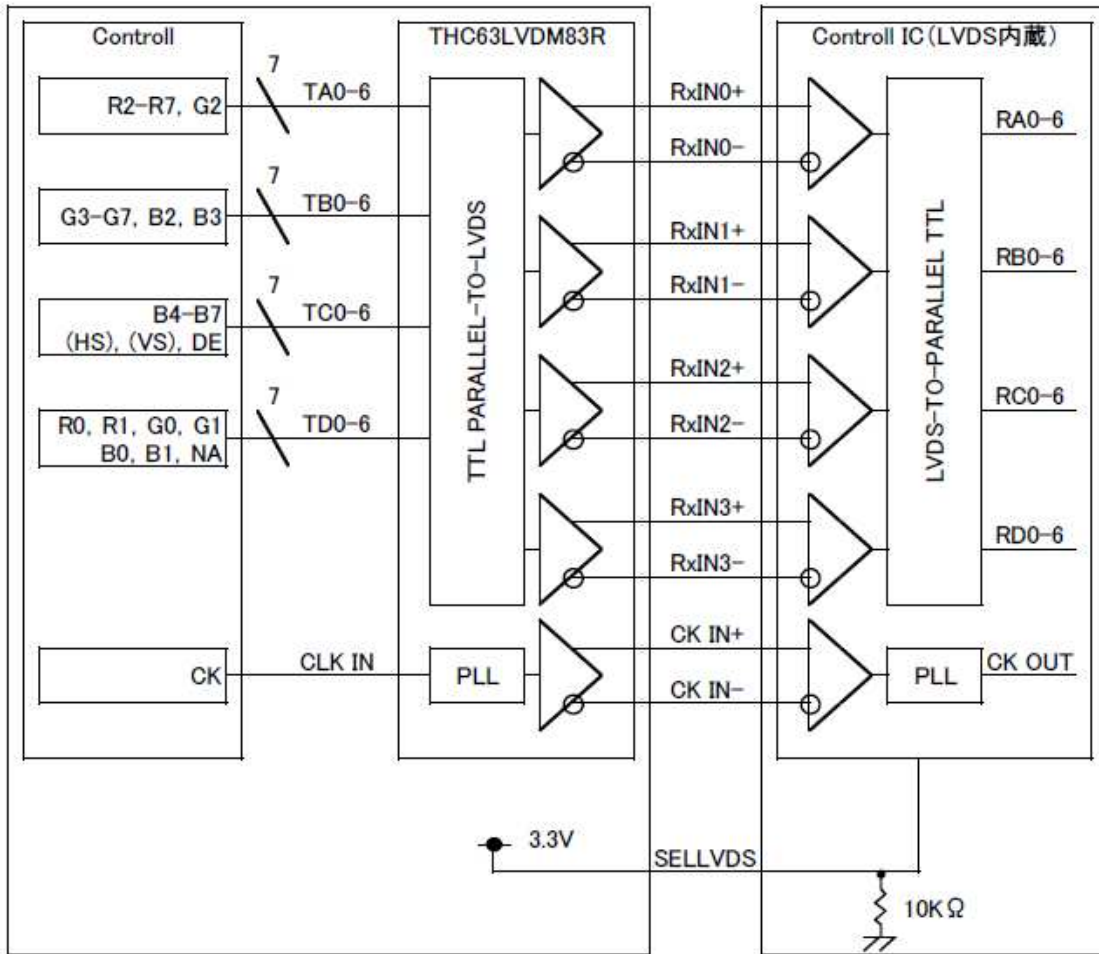 Controll
THC63LVDM83R
Controll IC(LVDS内蔵)
R2-R7, G2
7
TA0-6
RxIN0+
RxIN0-
RA0-6
G3-G7, B2, B3
7
TB0-6
RxIN1+
RxIN1-
RB0-6
B4-B7
(HS), (VS), DE
7
TC0-6
RxIN2+
RxIN2-
RC0-6
R0, R1, G0, G1
B0, B1, NA
7
TD0-6
RxIN3+
RxIN3-
RD0-6
TTL PARALLEL-TO-LVDS
LVDS-TO-PARALLEL TTL
CK
CLK IN
PLL
CK IN+
CK IN-
PLL
CK OUT
3.3V
SELLVDS
10KΩ